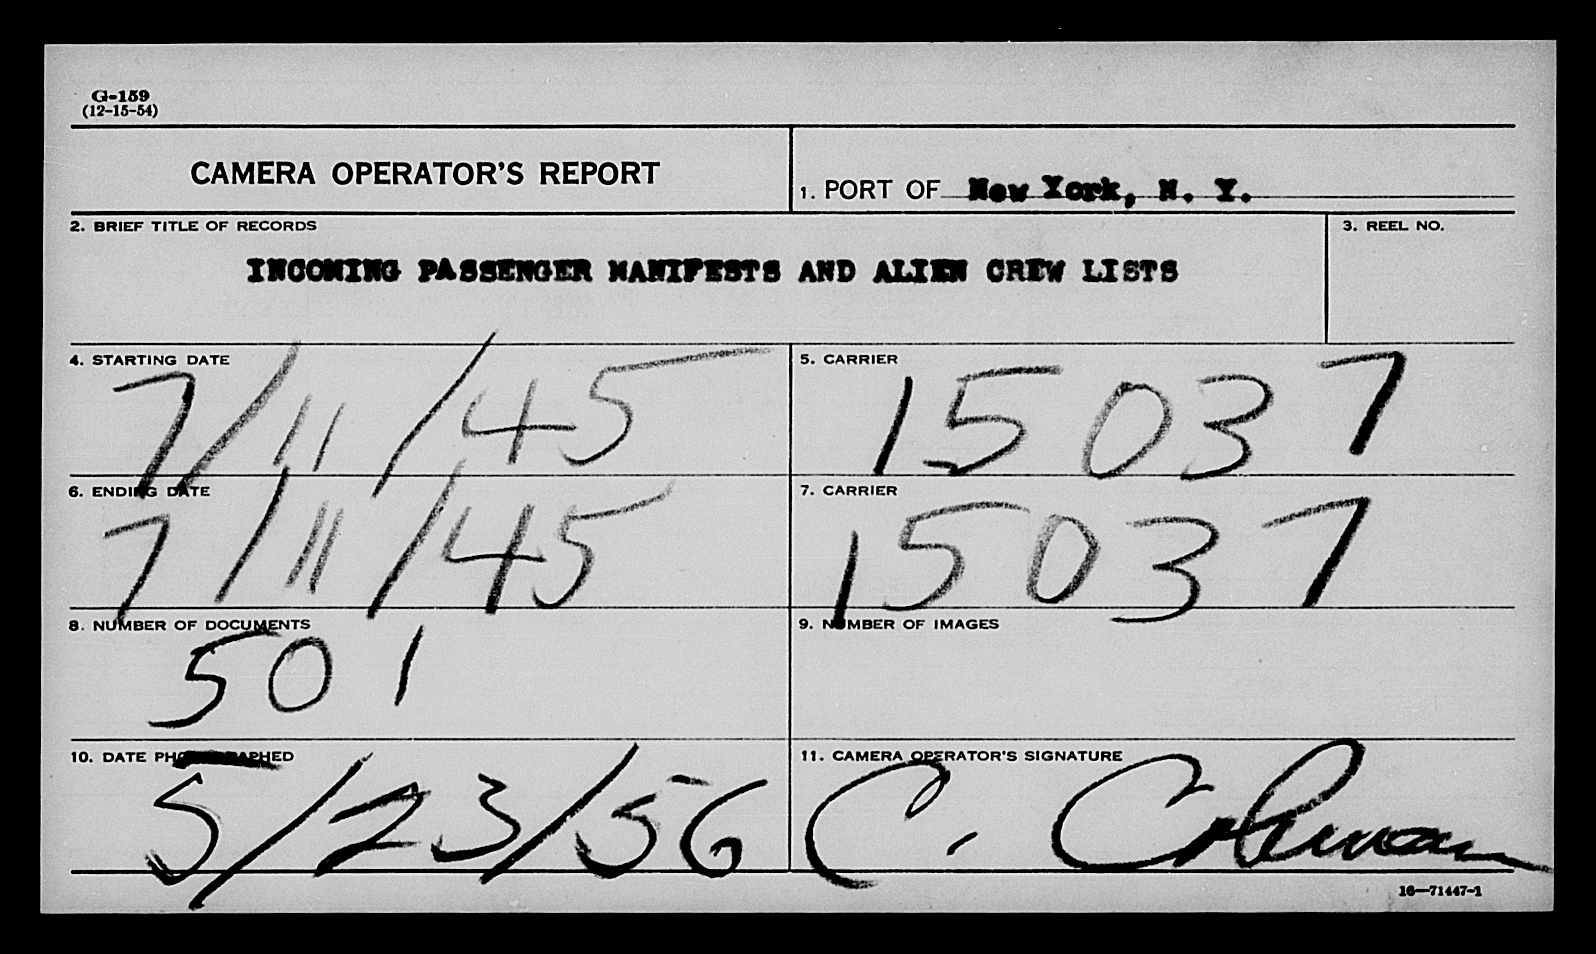 G-159
(12-15-54)
CAMERA OPERATOR'S REPORT
1. PORT OF New York, N. Y.
2. BRIEF TITLE OF RECORDS
3. REEL NO.
INCOMING PASSENGER MANIFESTS AND ALIEN CREW LISTS
4. STARTING DATE
7/11/45
5. CARRIER
15037
6. ENDING DATE
7/11/45
7. CARRIER
15037
8. NUMBER OF DOCUMENTS
501
9. NUMBER OF IMAGES
10. DATE PHOTOGRAPHED
5/23/56
11. CAMERA OPERATOR'S SIGNATURE
C. Coleman
16—71447-1